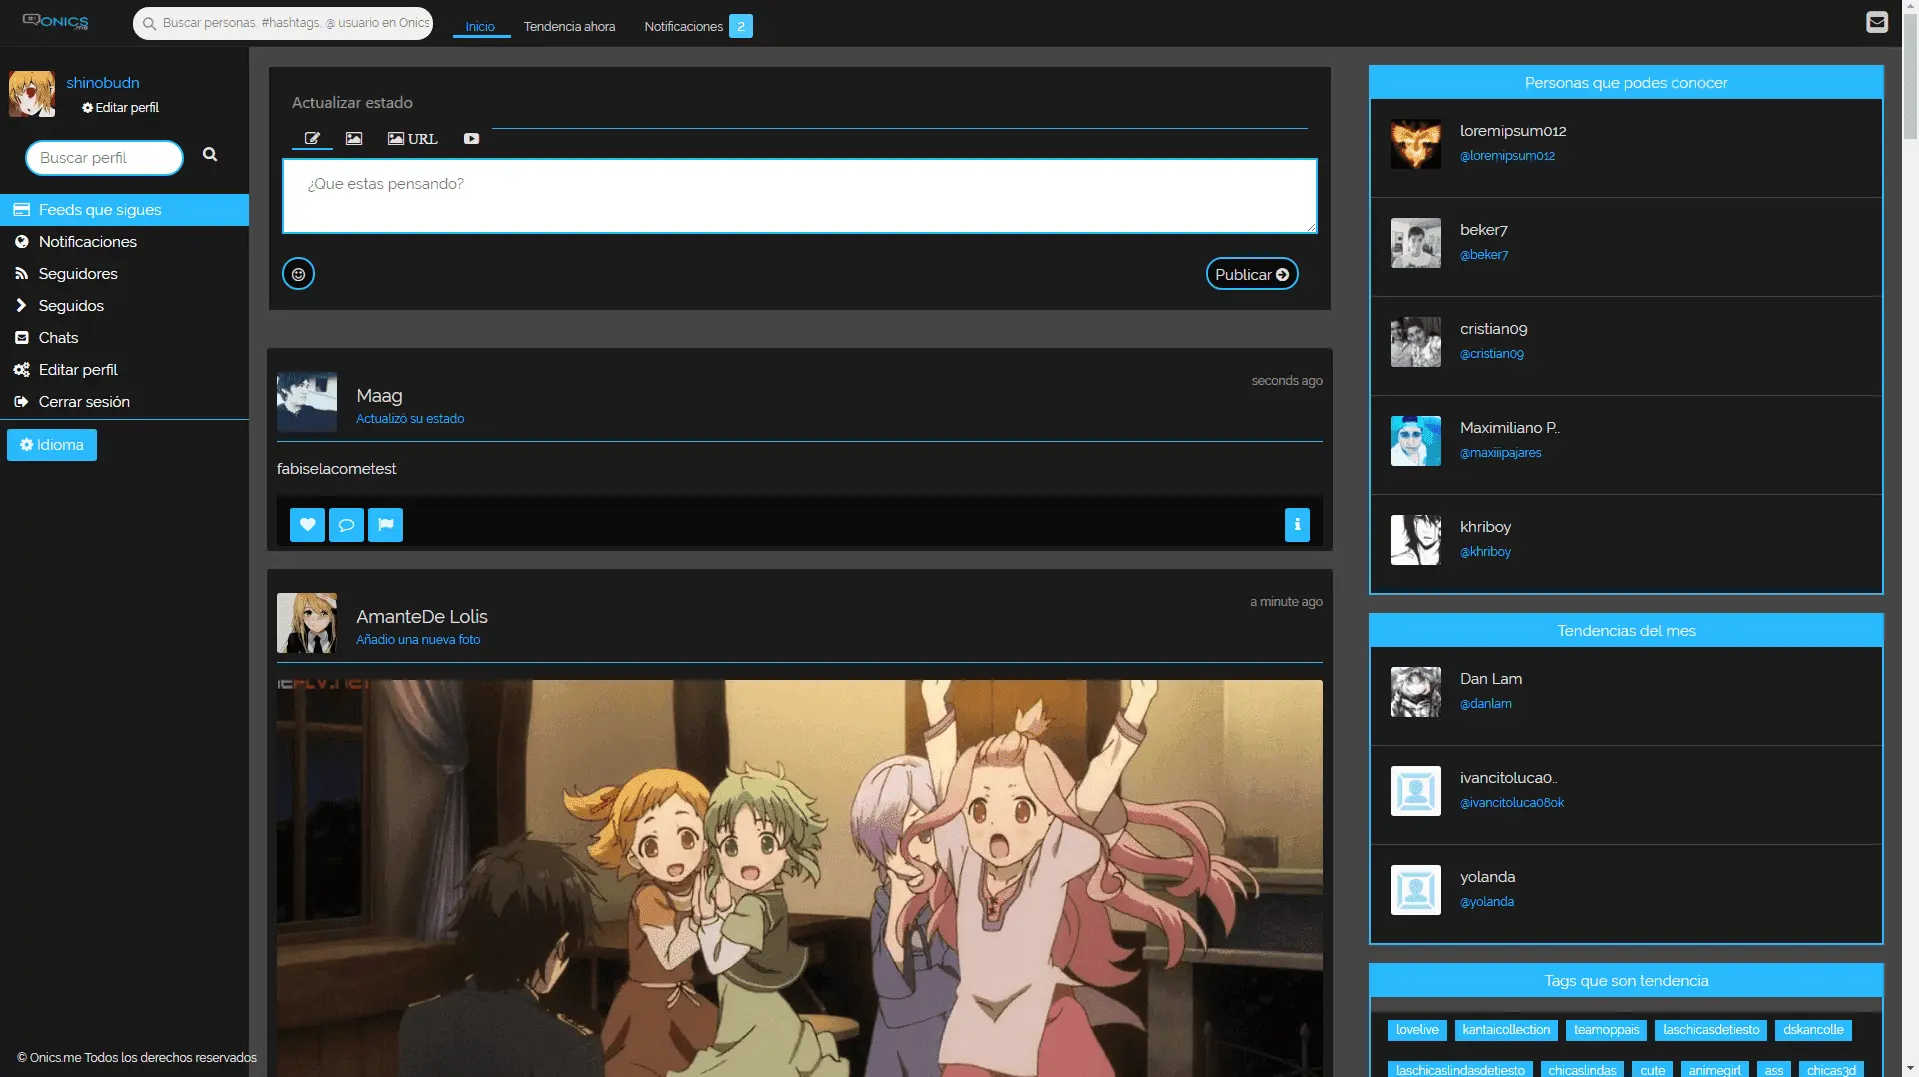 ONICS
.me
Buscar personas, #hashtags, @ usuario en Onics
Inicio
Tendencia ahora
Notificaciones 2
shinobudn
Editar perfil
Buscar perfil
Feeds que sigues
Notificaciones
Seguidores
Seguidos
Chats
Editar perfil
Cerrar sesión
Idioma
© Onics.me Todos los derechos reservados
Actualizar estado
URL
¿Que estas pensando?
Publicar
Maag
seconds ago
Actualizó su estado
fabiselacometest
AmanteDe Lolis
a minute ago
Añadio una nueva foto
Personas que podes conocer
loremipsum012
@loremipsum012
beker7
@beker7
cristian09
@cristian09
Maximiliano P..
@maxiiipajares
khriboy
@khriboy
Tendencias del mes
Dan Lam
@danlam
ivancitoluca0..
@ivancitoluca08ok
yolanda
@yolanda
Tags que son tendencia
lovelive kantaicollection teamoppais laschicasdetiesto dskancolle
laschicaslindasdetiesto chicaslindas cute animegirl ass chicas3d